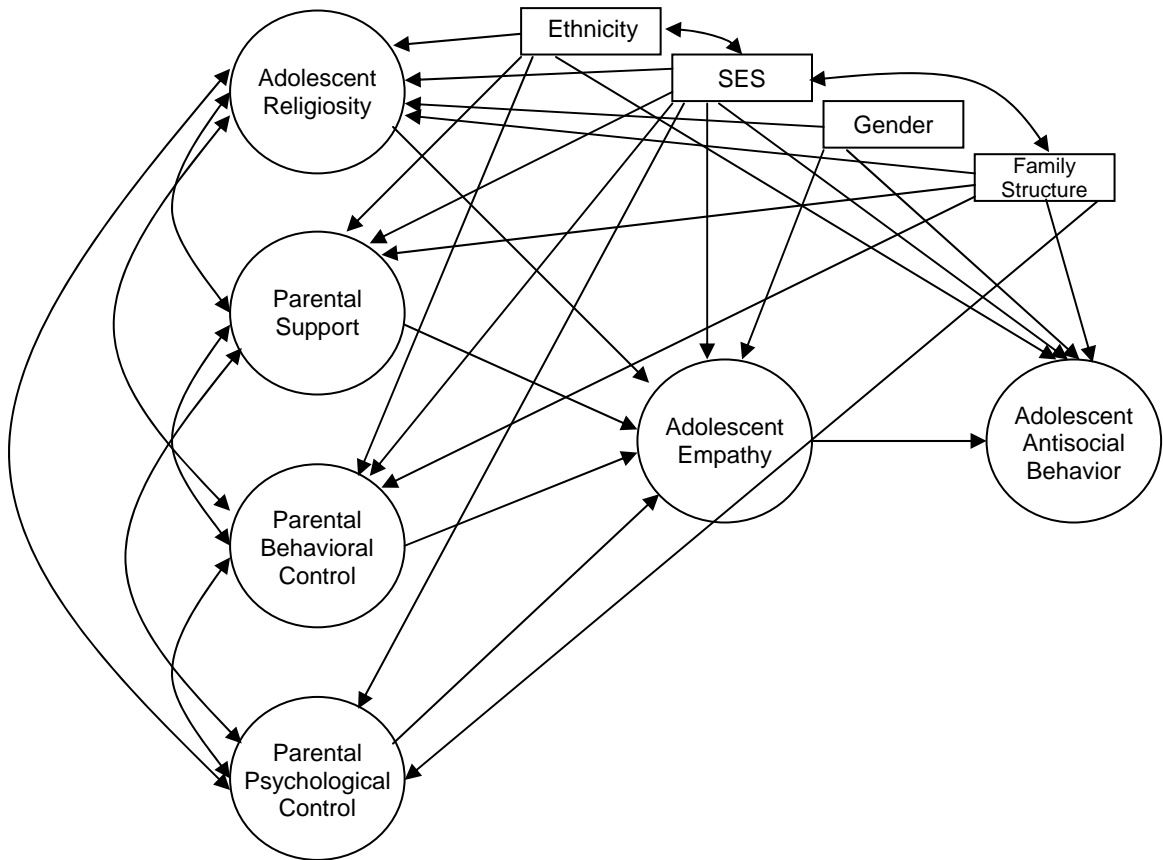 Ethnicity
Adolescent
Religiosity
SES
Gender
Family
Structure
Parental
Support
Adolescent
Empathy
Adolescent
Antisocial
Behavior
Parental
Behavioral
Control
Parental
Psychological
Control